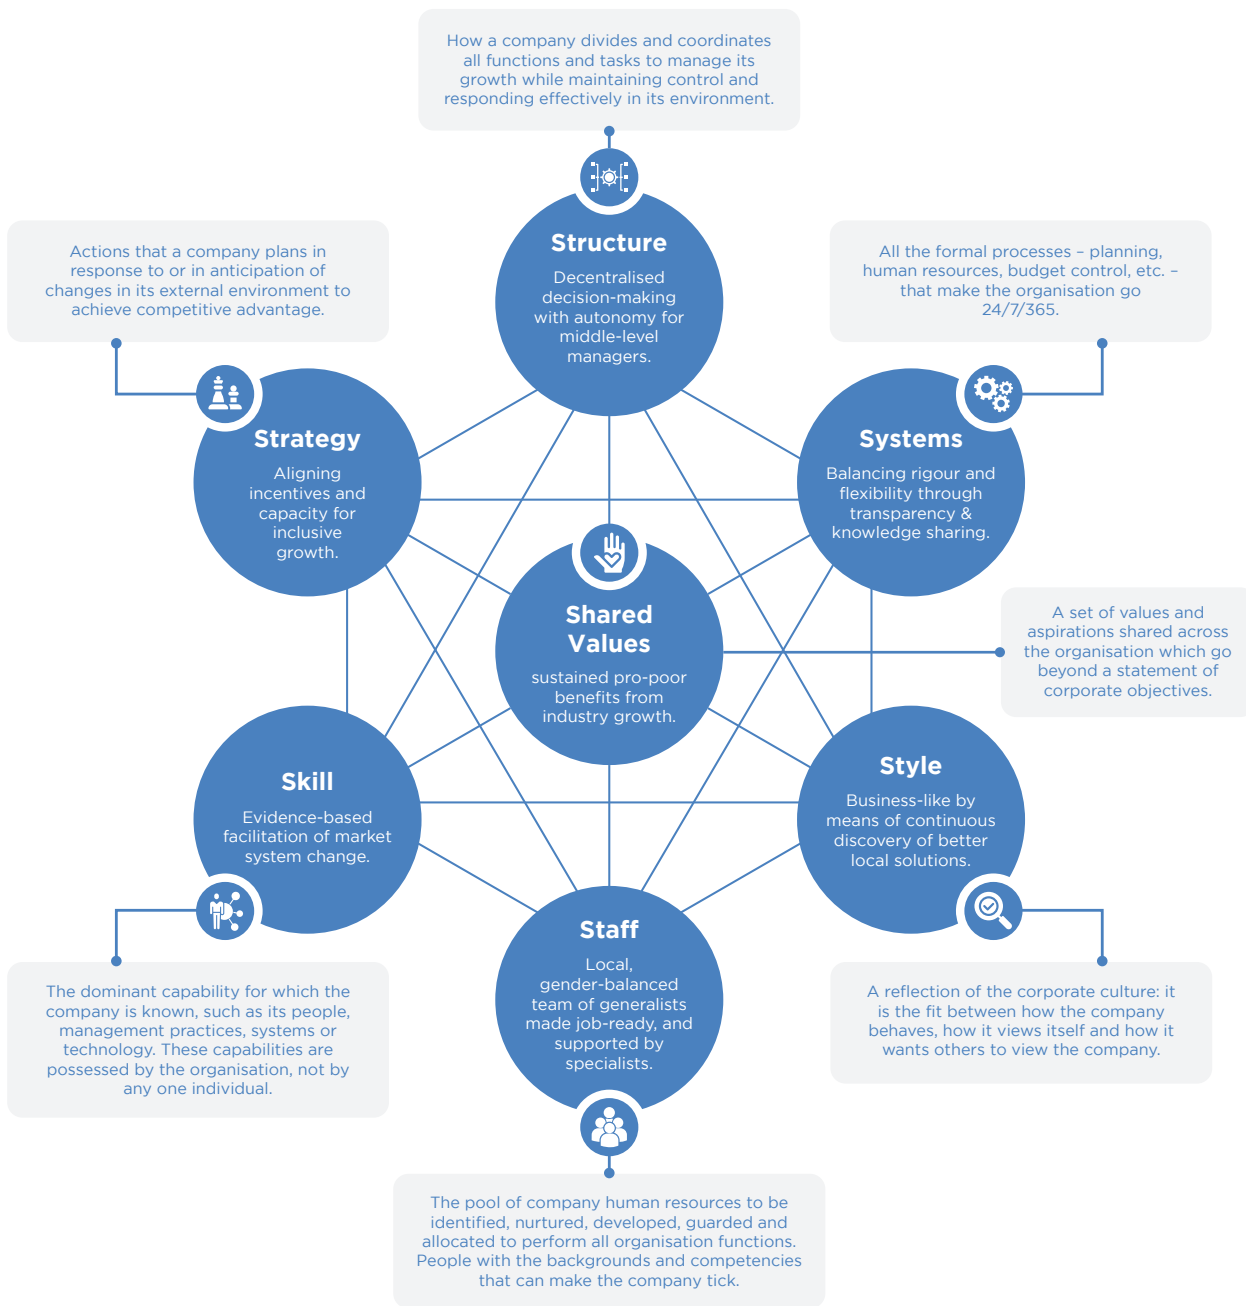 How a company divides and coordinates
all functions and tasks to manage its
growth while maintaining control and
responding effectively in its environment.
Structure
Decentralised
decision-making
with autonomy for
middle-level
managers.
Actions that a company plans in
response to or in anticipation of
changes in its external environment to
achieve competitive advantage.
Strategy
Aligning
incentives and
capacity for
inclusive
growth.
All the formal processes – planning,
human resources, budget control, etc. –
that make the organisation go
24/7/365.
Systems
Balancing rigour and
flexibility through
transparency &
knowledge sharing.
Shared
Values
sustained pro-poor
benefits from
industry growth.
A set of values and
aspirations shared across
the organisation which go
beyond a statement of
corporate objectives.
Skill
Evidence-based
facilitation of market
system change.
The dominant capability for which the
company is known, such as its people,
management practices, systems or
technology. These capabilities are
possessed by the organisation, not by
any one individual.
Style
Business-like by
means of continuous
discovery of better
local solutions.
A reflection of the corporate culture: it
is the fit between how the company
behaves, how it views itself and how it
wants others to view the company.
Staff
Local,
gender-balanced
team of generalists
made job-ready, and
supported by
specialists.
The pool of company human resources to be
identified, nurtured, developed, guarded and
allocated to perform all organisation functions.
People with the backgrounds and competencies
that can make the company tick.